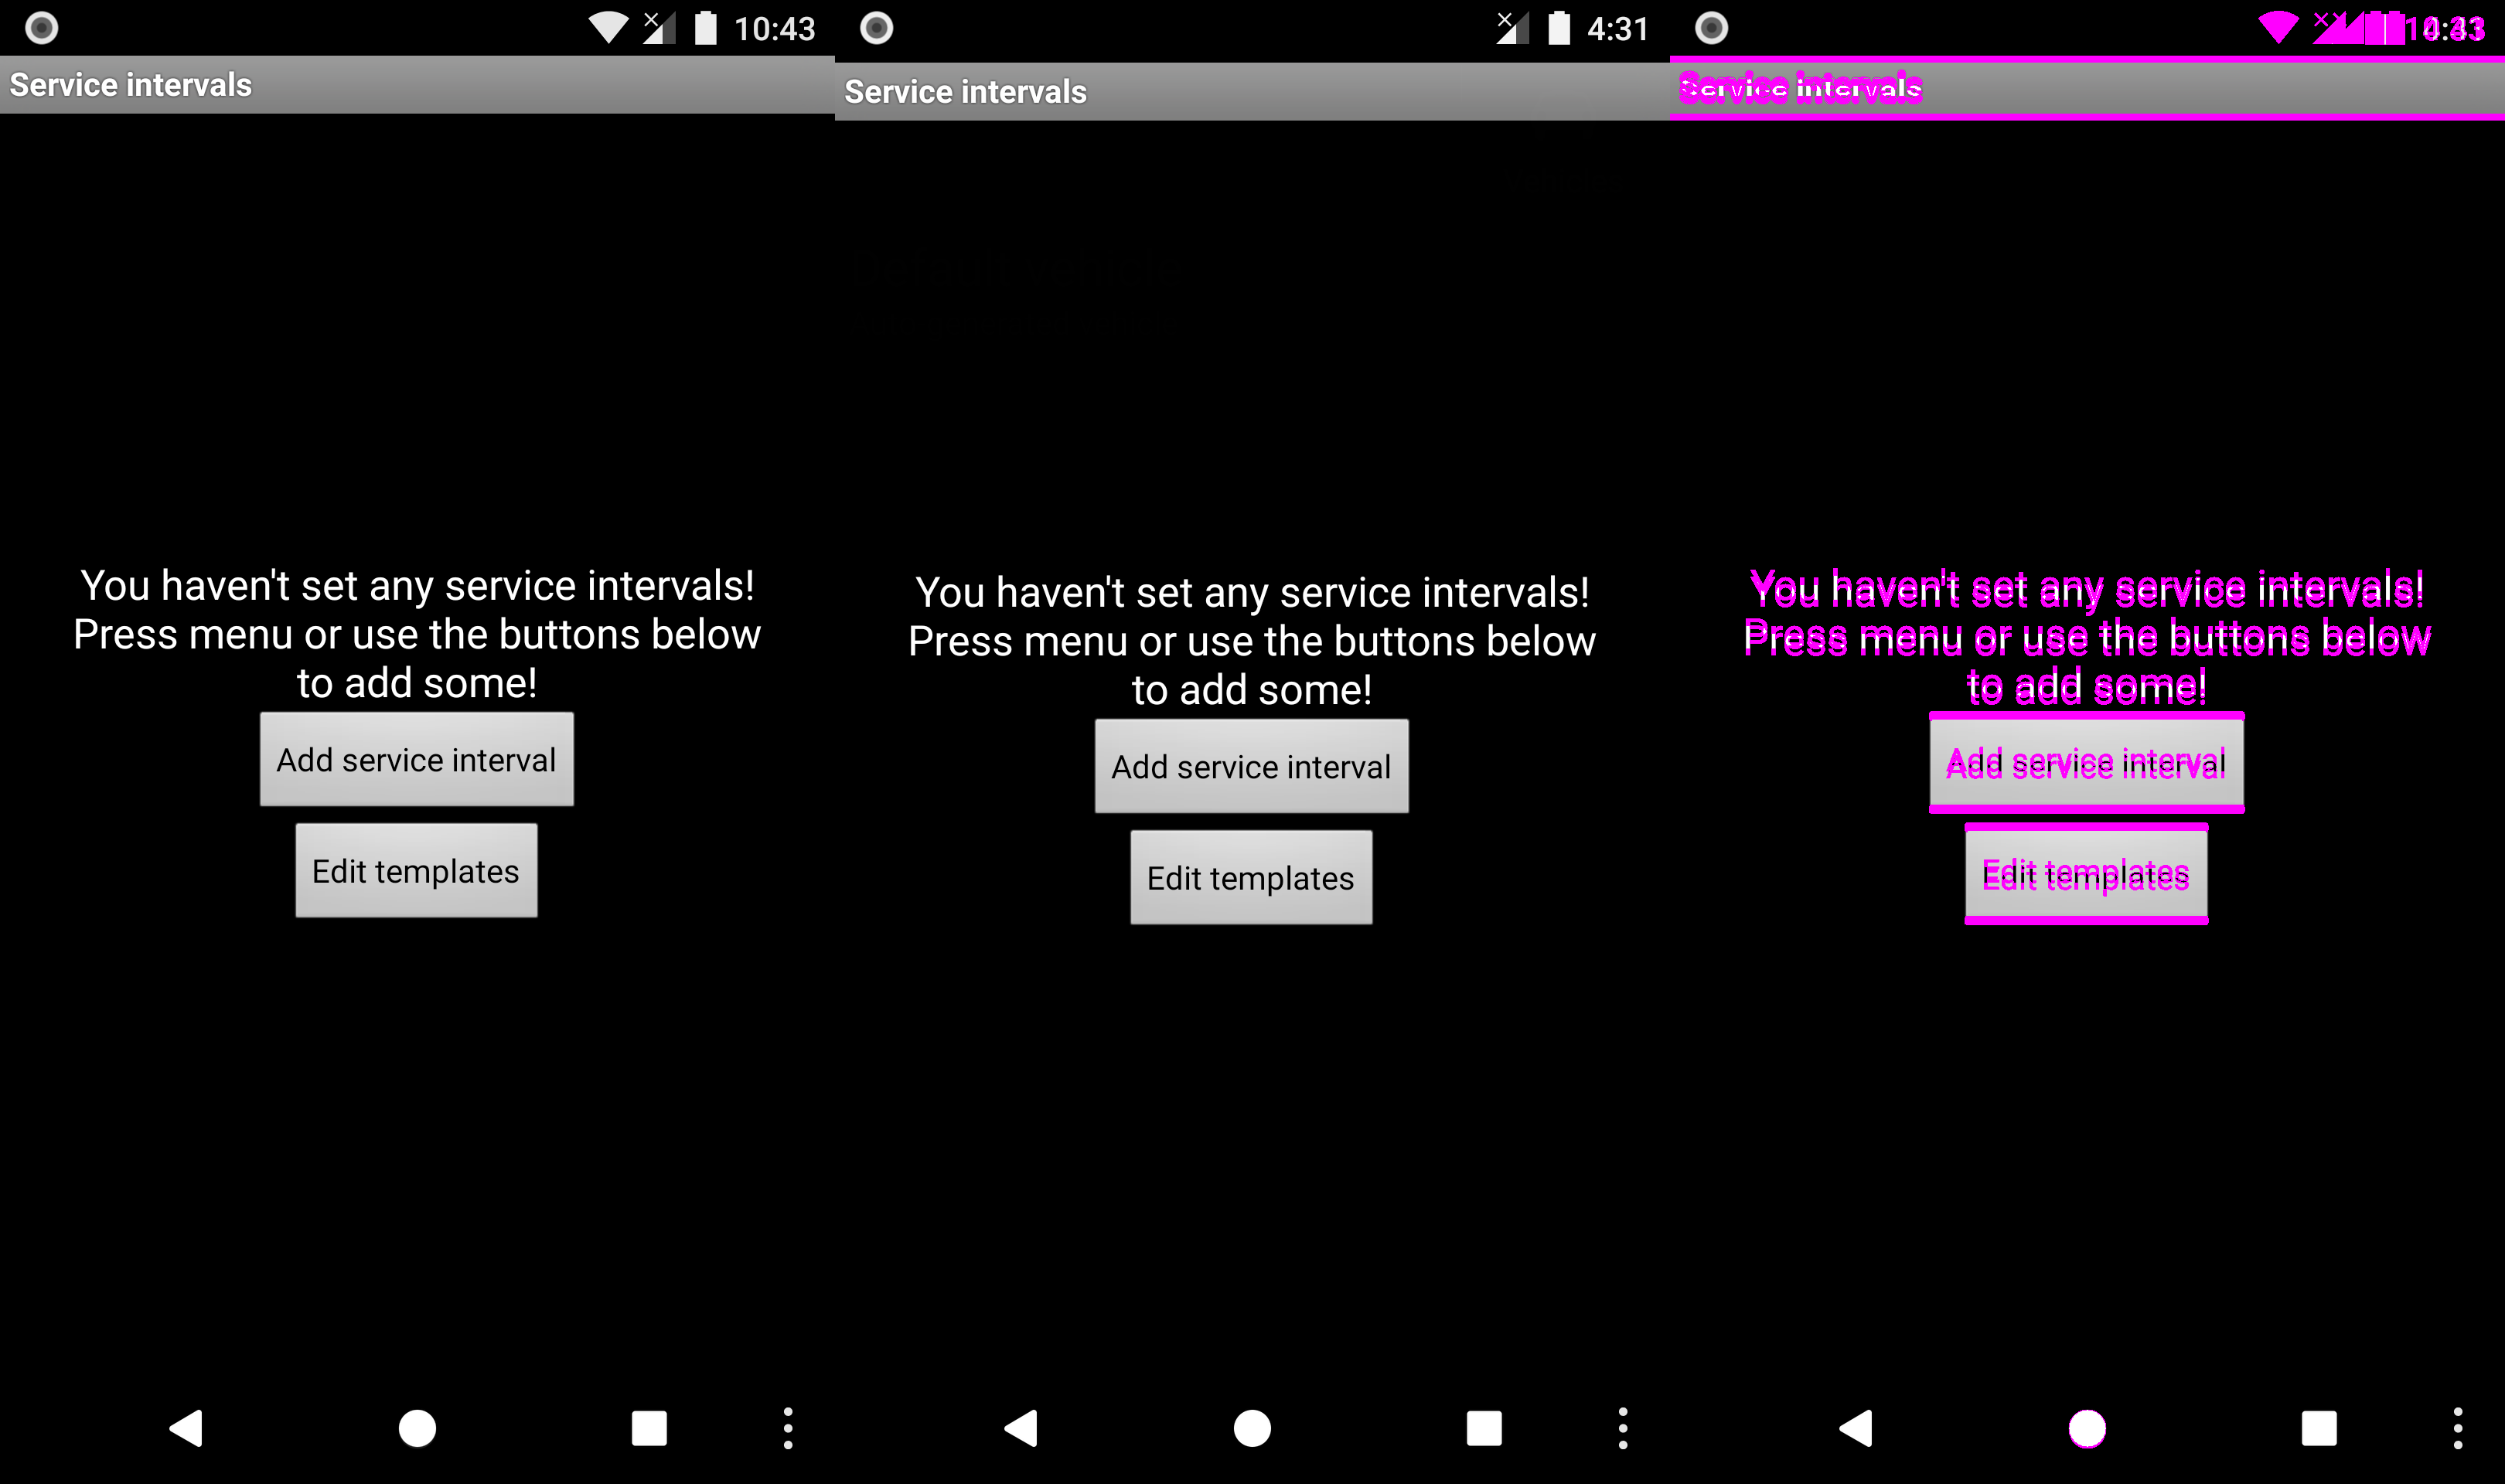 10:43
Service intervals
You haven't set any service intervals!
Press menu or use the buttons below
to add some!
Add service interval
Edit templates
4:31
Service intervals
You haven't set any service intervals!
Press menu or use the buttons below
to add some!
Add service interval
Edit templates
Service intervals
You haven't set any service intervals!
Press menu or use the buttons below
to add some!
Add service interval
Edit templates